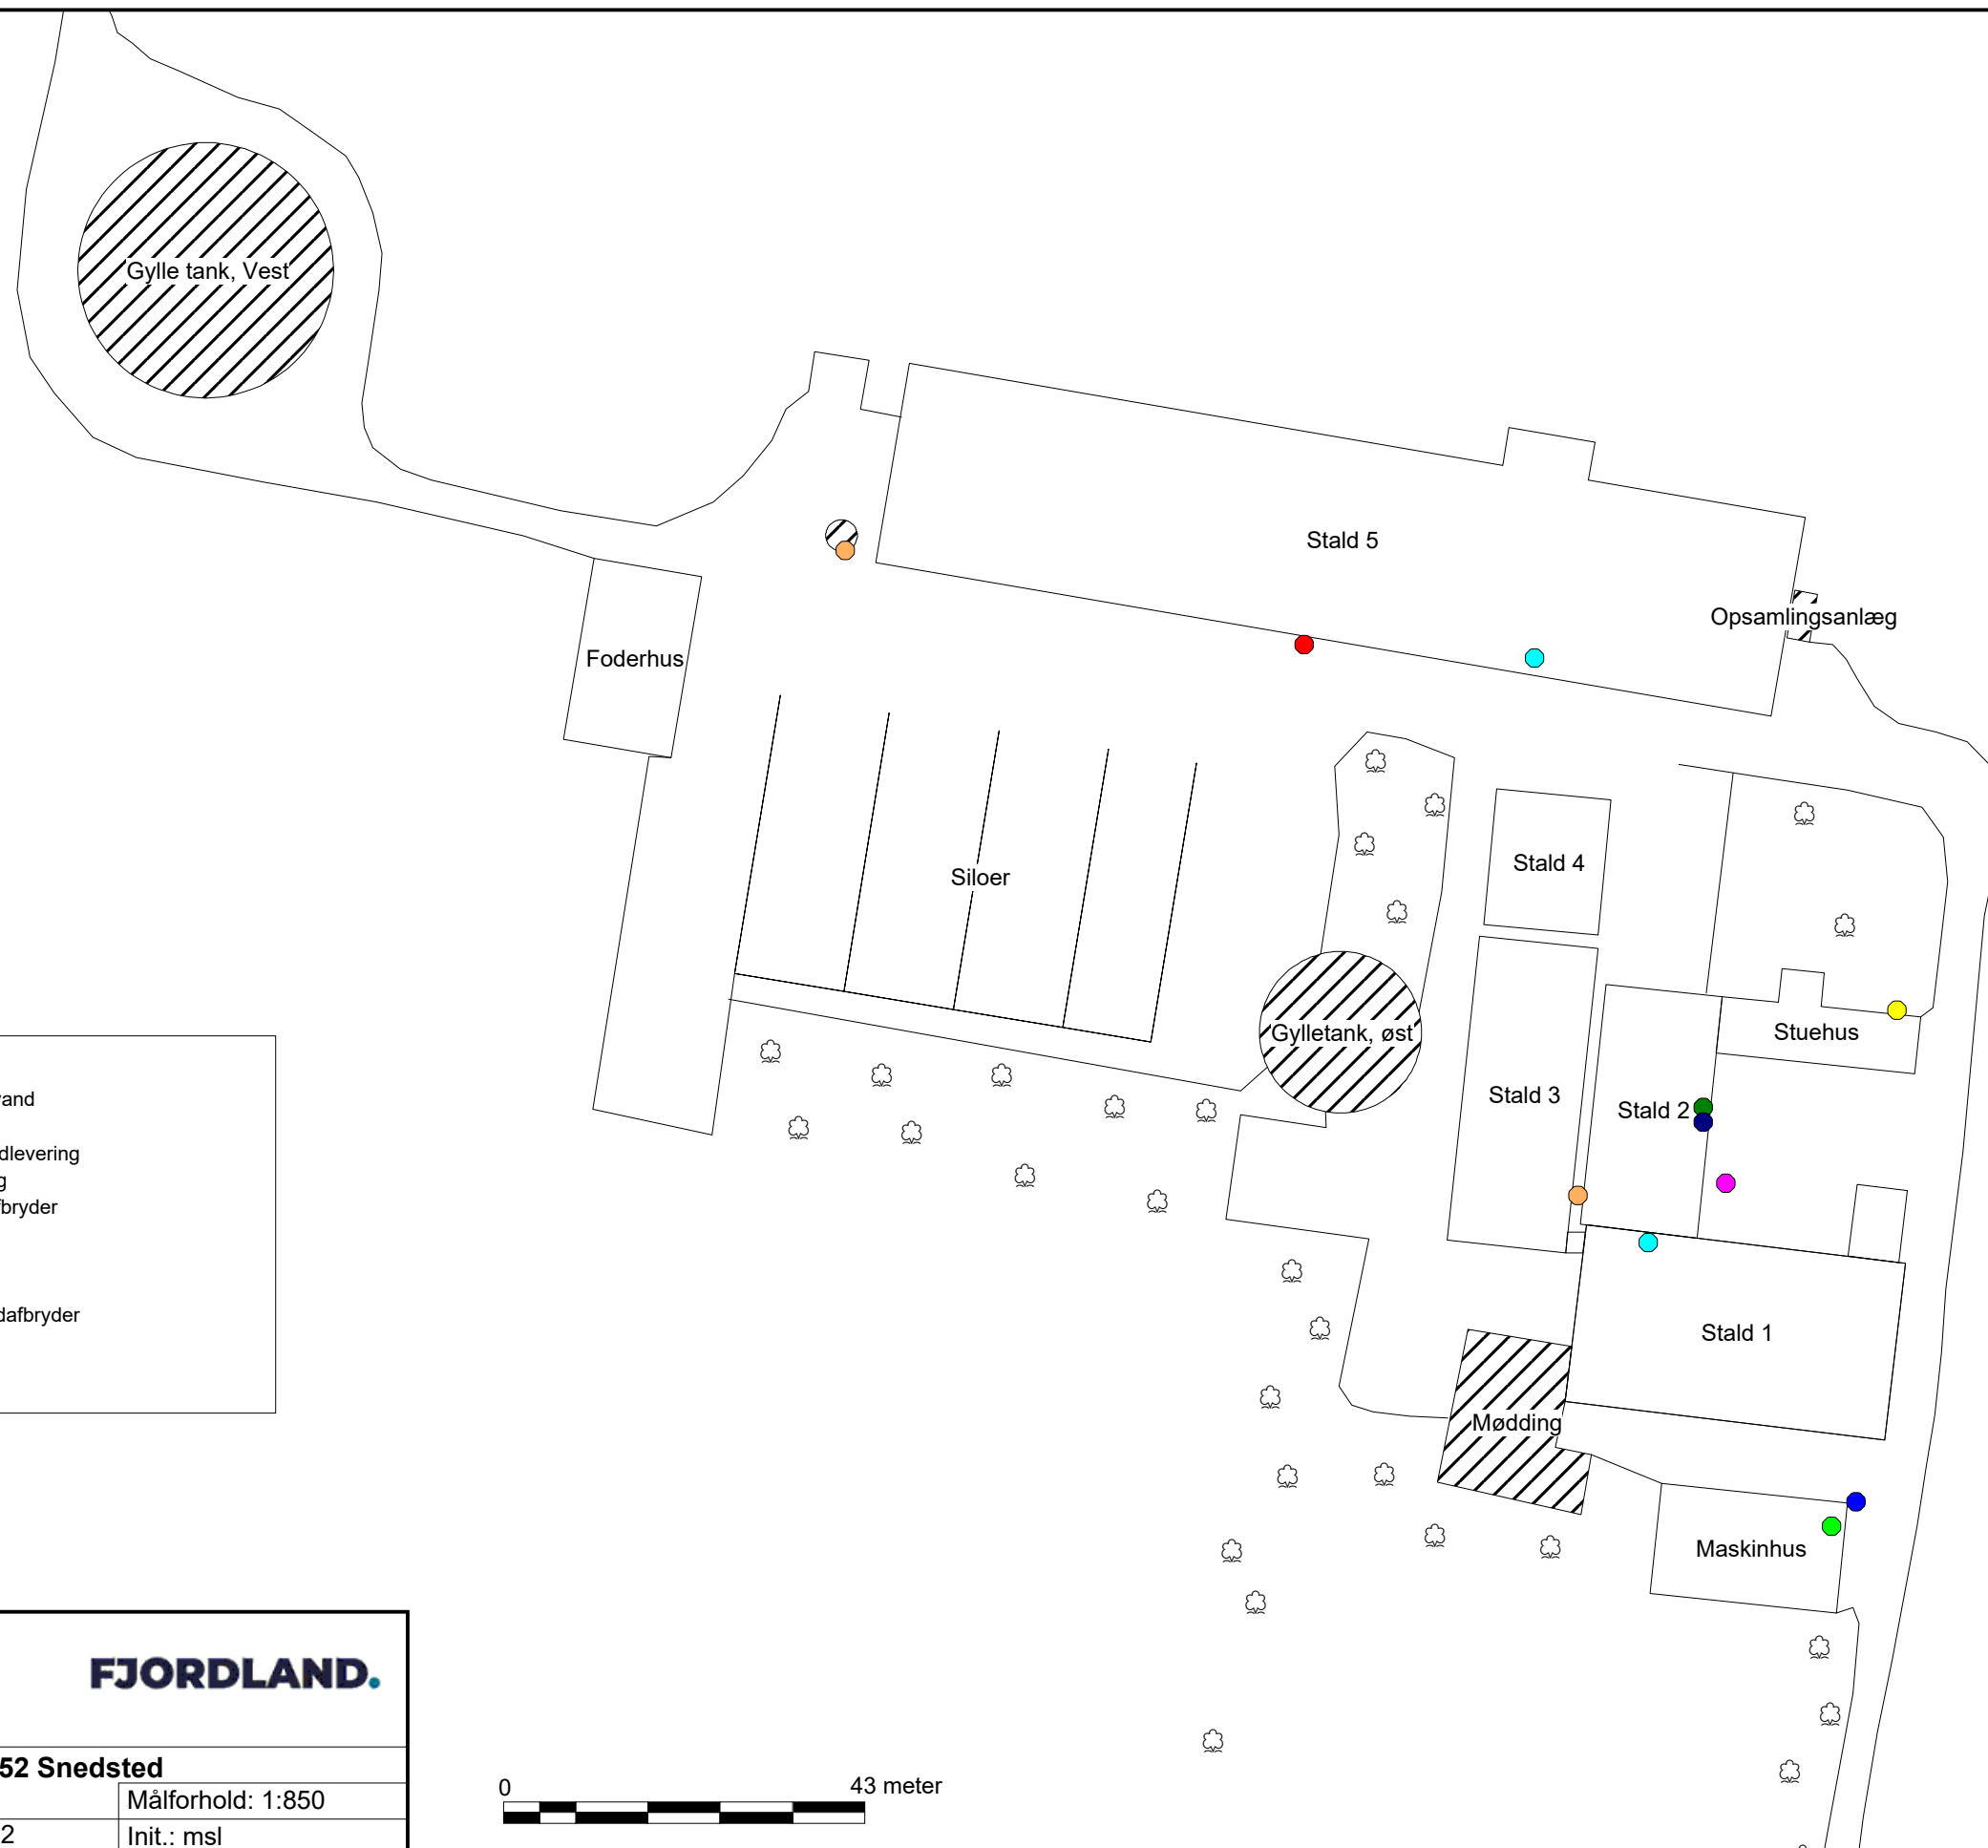 Gylle tank, Vest
Stald 5
Opsamlingsanlæg
Foderhus
Stald 4
Siloer
Gylletank, øst
Stuehus
Stald 3
Stald 2
Stald 1
Mødding
Maskinhus
FJORDLAND.
52 Snedsted
Målforhold: 1:850
2
Init.: msl
0 43 meter